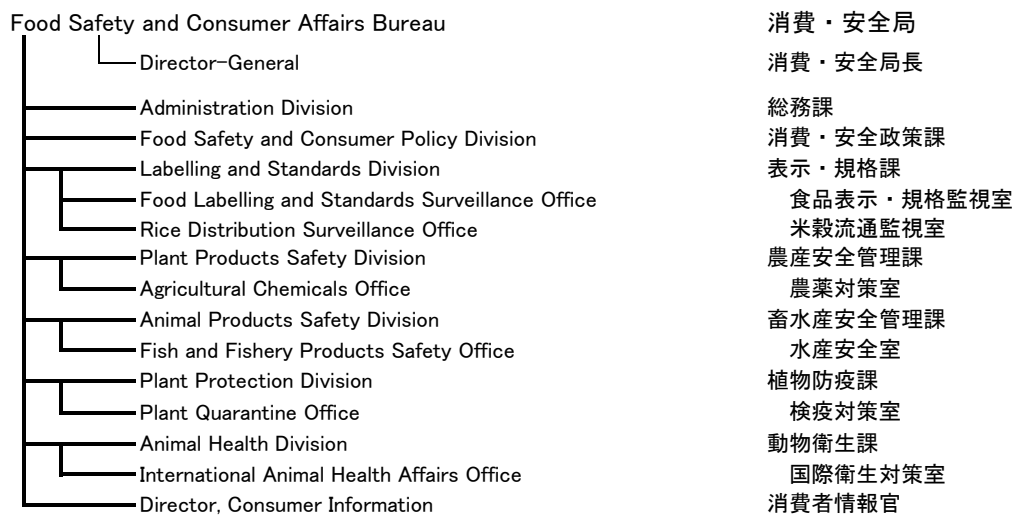 Food Safety and Consumer Affairs Bureau 消費・安全局
Director-General 消費・安全局長
Administration Division 総務課
Food Safety and Consumer Policy Division 消費・安全政策課
Labelling and Standards Division 表示・規格課
Food Labelling and Standards Surveillance Office 食品表示・規格監視室
Rice Distribution Surveillance Office 米穀流通監視室
Plant Products Safety Division 農産安全管理課
Agricultural Chemicals Office 農薬対策室
Animal Products Safety Division 畜水産安全管理課
Fish and Fishery Products Safety Office 水産安全室
Plant Protection Division 植物防疫課
Plant Quarantine Office 検疫対策室
Animal Health Division 動物衛生課
International Animal Health Affairs Office 国際衛生対策室
Director, Consumer Information 消費者情報官